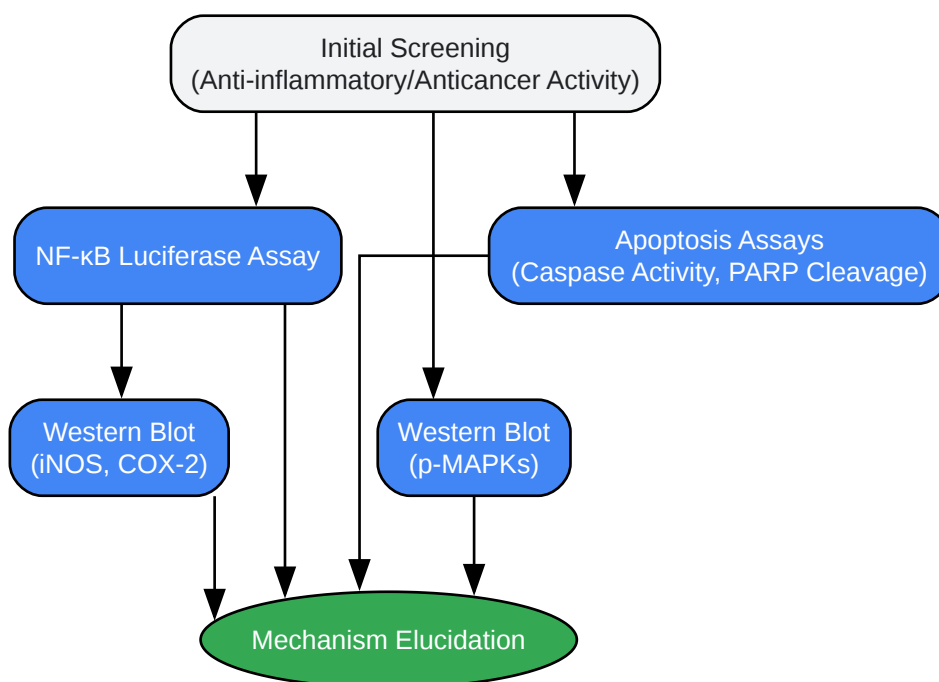 Initial Screening
(Anti-inflammatory/Anticancer Activity)
NF-κB Luciferase Assay
Apoptosis Assays
(Caspase Activity, PARP Cleavage)
Western Blot
(iNOS, COX-2)
Western Blot
(p-MAPKs)
Mechanism Elucidation